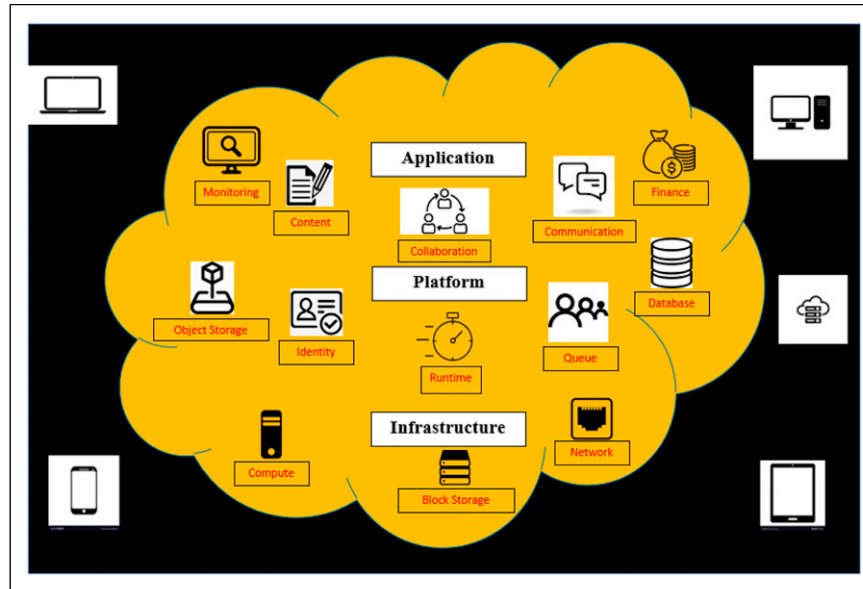 Application
Monitoring
Content
Collaboration
Communication
Finance
Platform
Object Storage
Identity
Runtime
Queue
Database
Infrastructure
Compute
Block Storage
Network